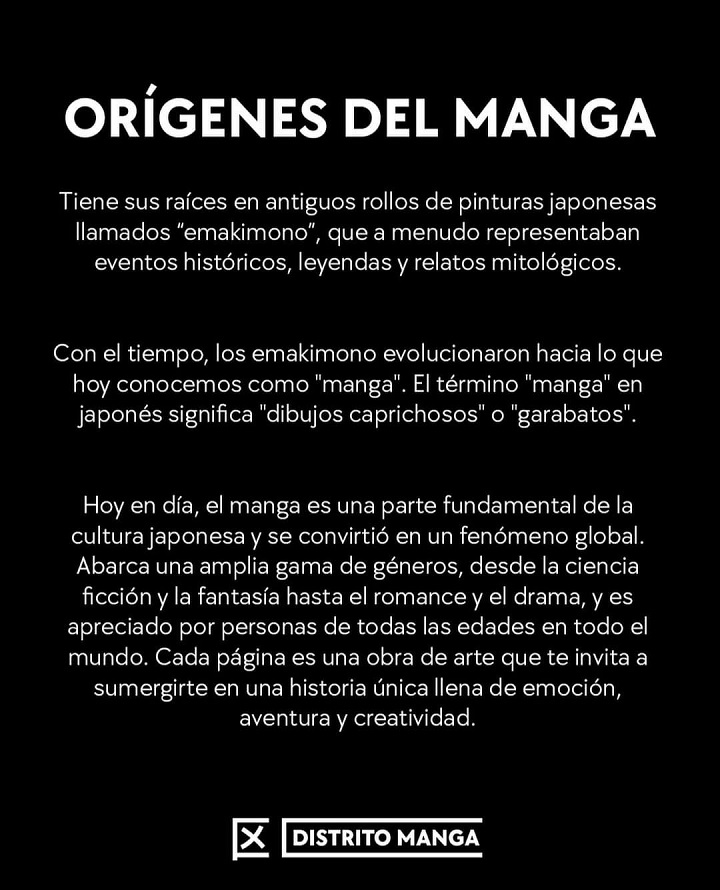 ORÍGENES DEL MANGA
Tiene sus raíces en antiguos rollos de pinturas japonesas
llamados “emakimono”, que a menudo representaban
eventos históricos, leyendas y relatos mitológicos.
Con el tiempo, los emakimono evolucionaron hacia lo que
hoy conocemos como "manga". El término "manga" en
japonés significa "dibujos caprichosos" o "garabatos".
Hoy en día, el manga es una parte fundamental de la
cultura japonesa y se convirtió en un fenómeno global.
Abarca una amplia gama de géneros, desde la ciencia
ficción y la fantasía hasta el romance y el drama, y es
apreciado por personas de todas las edades en todo el
mundo. Cada página es una obra de arte que te invita a
sumergirte en una historia única llena de emoción,
aventura y creatividad.
DISTRITO MANGA